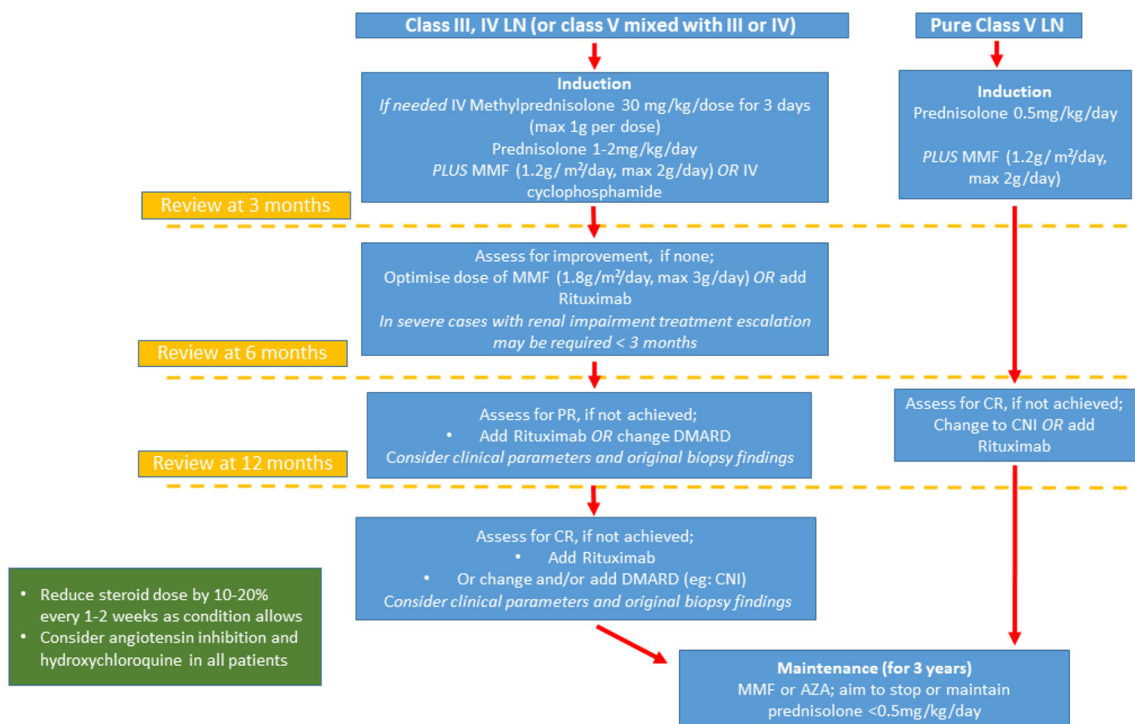 Class III, IV LN (or class V mixed with III or IV)
Pure Class V LN
Induction
If needed IV Methylprednisolone 30 mg/kg/dose for 3 days
(max 1g per dose)
Prednisolone 1-2mg/kg/day
PLUS MMF (1.2g/ m²/day, max 2g/day) OR IV
cyclophosphamide
Induction
Prednisolone 0.5mg/kg/day
PLUS MMF (1.2g/ m²/day,
max 2g/day)
Review at 3 months
Assess for improvement, if none;
Optimise dose of MMF (1.8g/m²/day, max 3g/day) OR add
Rituximab
In severe cases with renal impairment treatment escalation
may be required < 3 months
Review at 6 months
Assess for PR, if not achieved;
• Add Rituximab OR change DMARD
Consider clinical parameters and original biopsy findings
Assess for CR, if not achieved;
Change to CNI OR add
Rituximab
Review at 12 months
Assess for CR, if not achieved;
• Add Rituximab
• Or change and/or add DMARD (eg: CNI)
Consider clinical parameters and original biopsy findings
• Reduce steroid dose by 10-20%
every 1-2 weeks as condition allows
• Consider angiotensin inhibition and
hydroxychloroquine in all patients
Maintenance (for 3 years)
MMF or AZA; aim to stop or maintain
prednisolone <0.5mg/kg/day